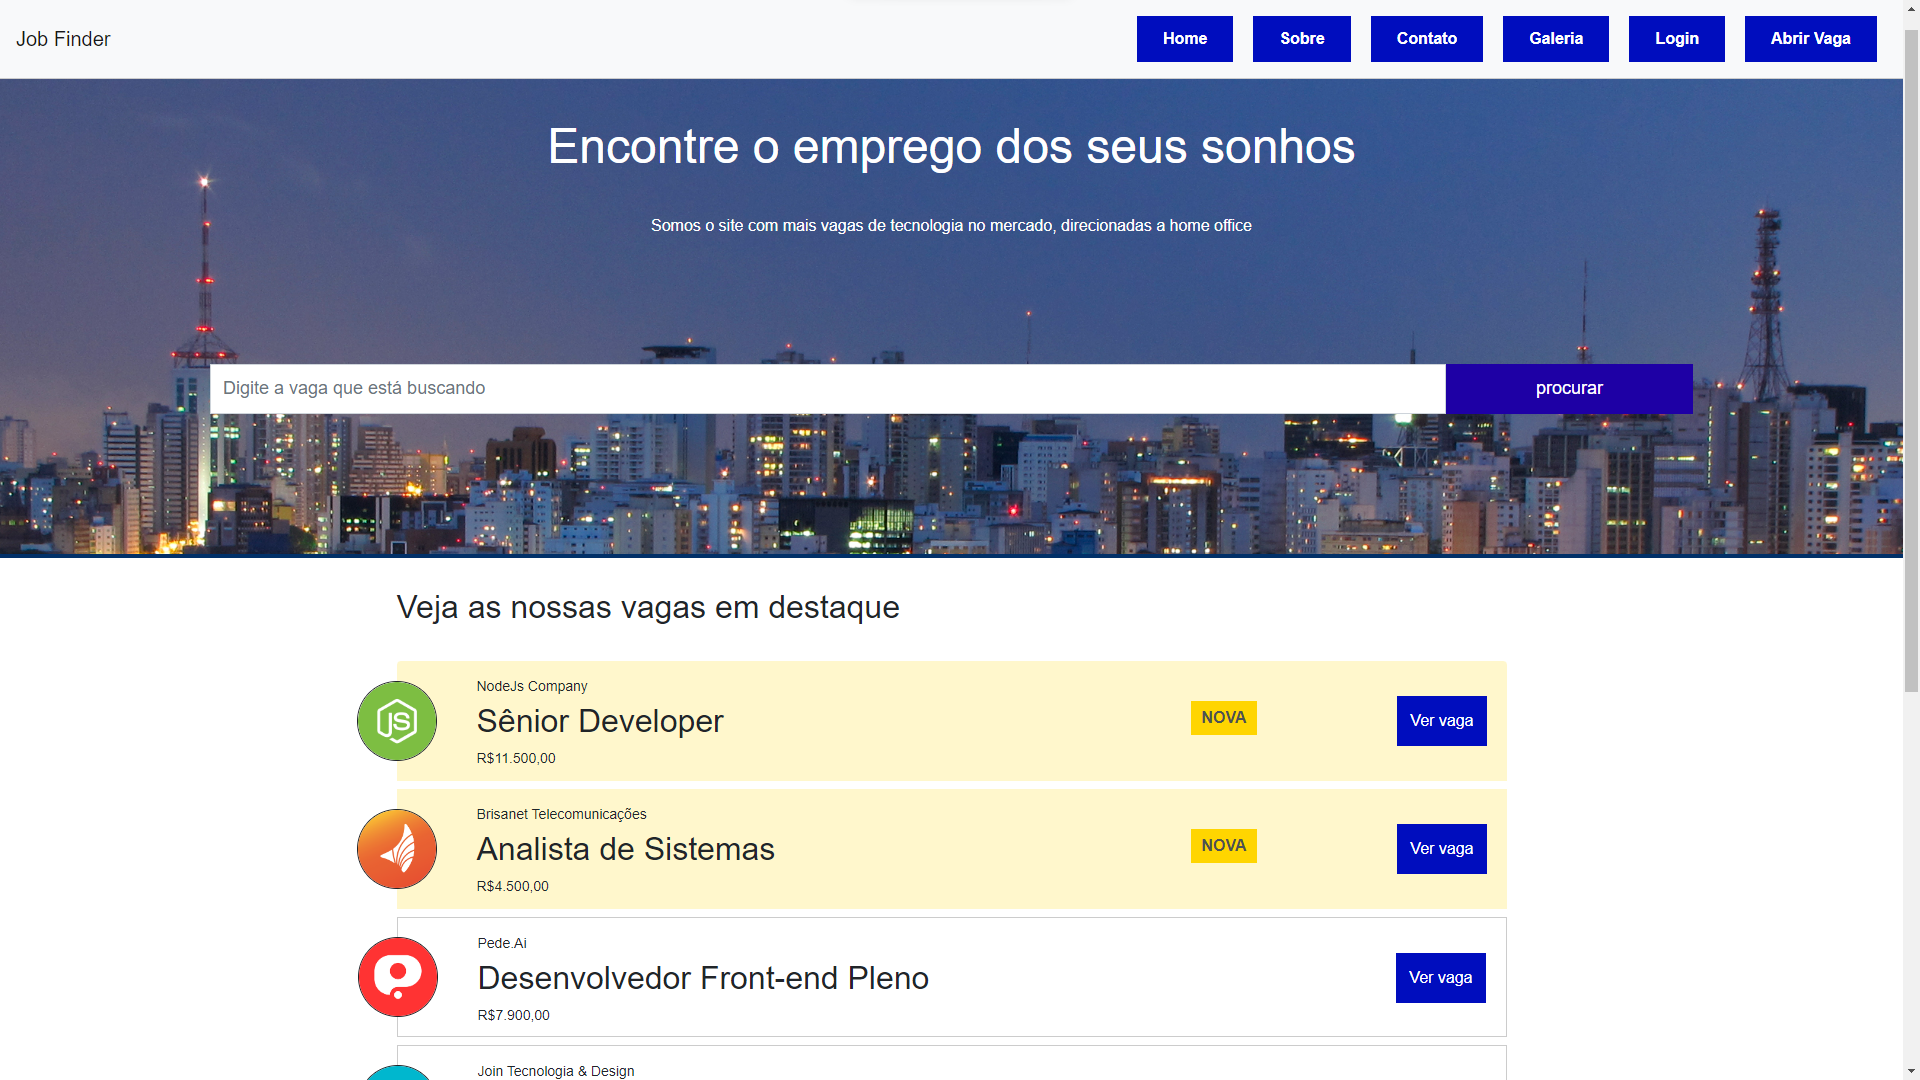 Job Finder
Home
Sobre
Contato
Galeria
Login
Abrir Vaga
Encontre o emprego dos seus sonhos
Somos o site com mais vagas de tecnologia no mercado, direcionadas a home office
Digite a vaga que está buscando
procurar
Veja as nossas vagas em destaque
JS
NodeJs Company
Sênior Developer
R$11.500,00
NOVA
Ver vaga
Brisanet Telecomunicações
Analista de Sistemas
R$4.500,00
NOVA
Ver vaga
Pede.Ai
Desenvolvedor Front-end Pleno
R$7.900,00
Ver vaga
Join Tecnologia & Design